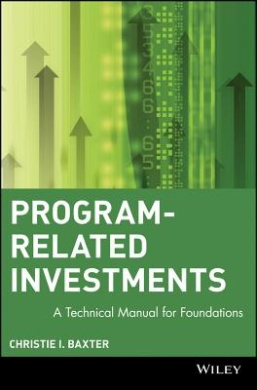 PROGRAM-
RELATED
INVESTMENTS
A Technical Manual for Foundations
CHRISTIE I. BAXTER
WILEY